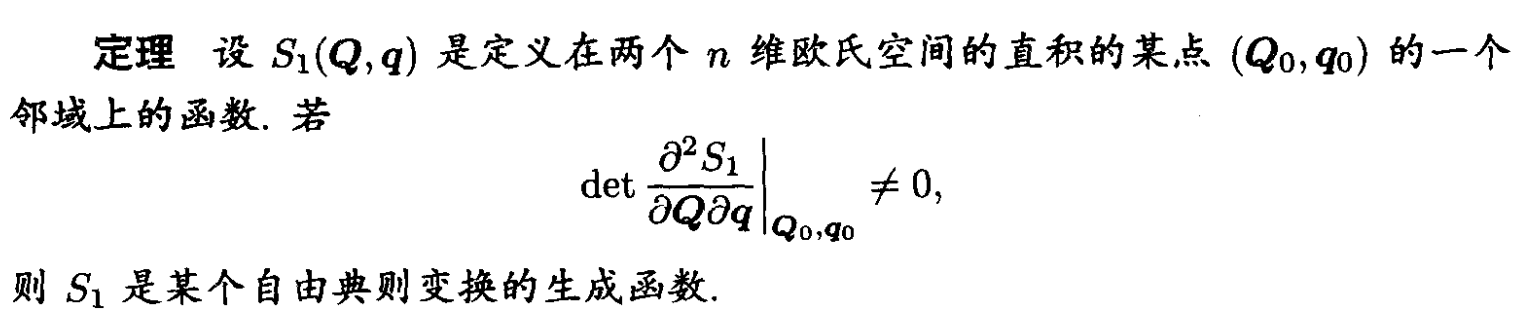 定理 设 $S_1(\boldsymbol{Q}, \boldsymbol{q})$ 是定义在两个 $n$ 维欧氏空间的直积的某点 $(\boldsymbol{Q}_0, \boldsymbol{q}_0)$ 的一个
邻域上的函数. 若
$$\det \left. \frac{\partial^2 S_1}{\partial \boldsymbol{Q} \partial \boldsymbol{q}} \right|_{\boldsymbol{Q}_0, \boldsymbol{q}_0} \neq 0,$$
则 $S_1$ 是某个自由典则变换的生成函数.